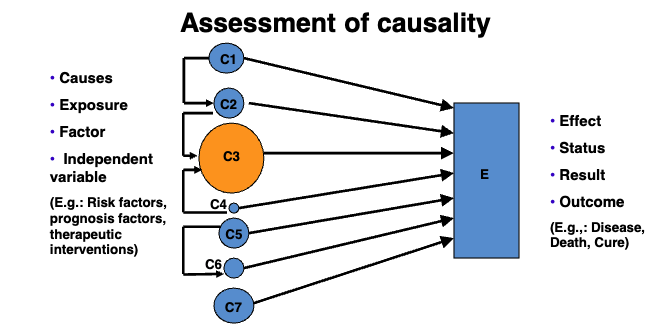 Assessment of causality
• Causes
• Exposure
• Factor
• Independent
variable
(E.g.: Risk factors,
prognosis factors,
therapeutic
interventions)
C1
C2
C3
C4
C5
C6
C7
E
• Effect
• Status
• Result
• Outcome
(E.g.,: Disease,
Death, Cure)